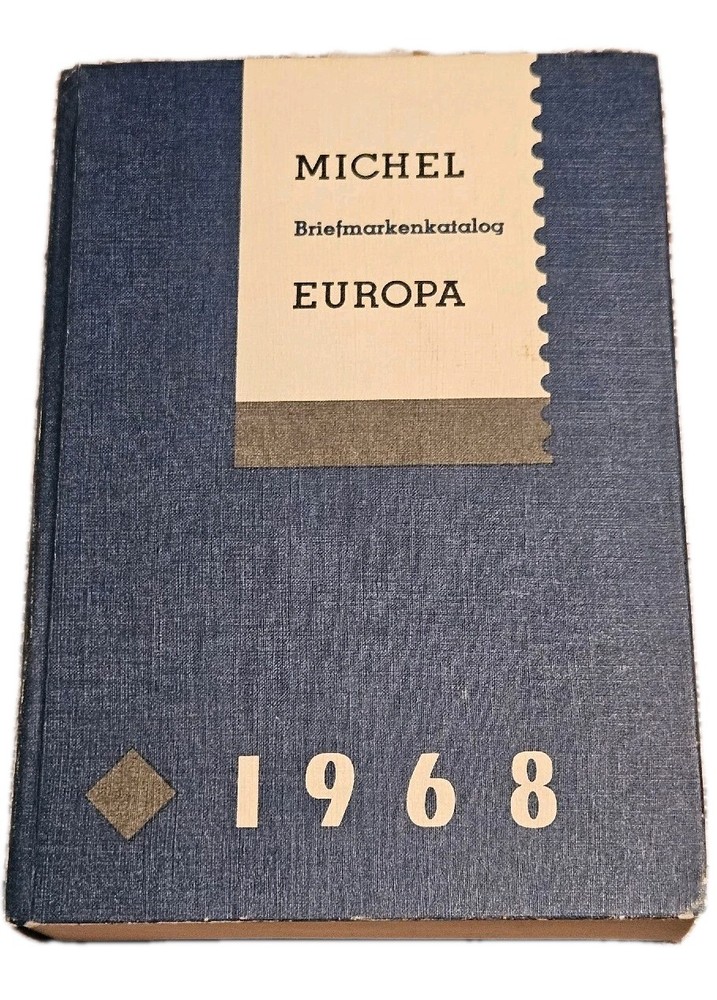 MICHEL
Briefmarkenkatalog
EUROPA
1968